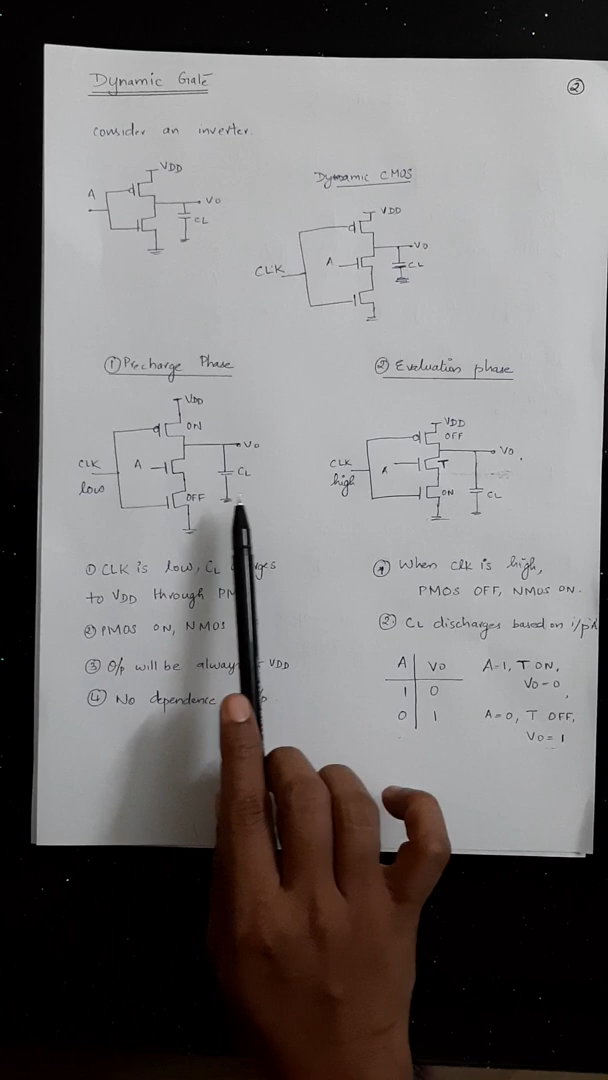 Dynamic Gate
2
Consider an inverter
VDD
A
Vo
CL
Dynamic CMOS
VDD
Vo
A
CLK
CL
① Precharge Phase
② Evaluation phase
VDD
ON
Vo
A
CLK
low
CL
OFF
VDD
OFF
Vo
CLK
high
A
T
ON
CL
① CLK is low, CL
to VDD through
② PMOS ON, NMOS
③ O/p will be VDD
④ No dependence
① When clk is high,
PMOS OFF, NMOS ON.
② CL discharges based on i/p 'A
A Vo
1 0
0 1
A=1, T ON,
Vo=0,
A=0, T OFF,
Vo=1